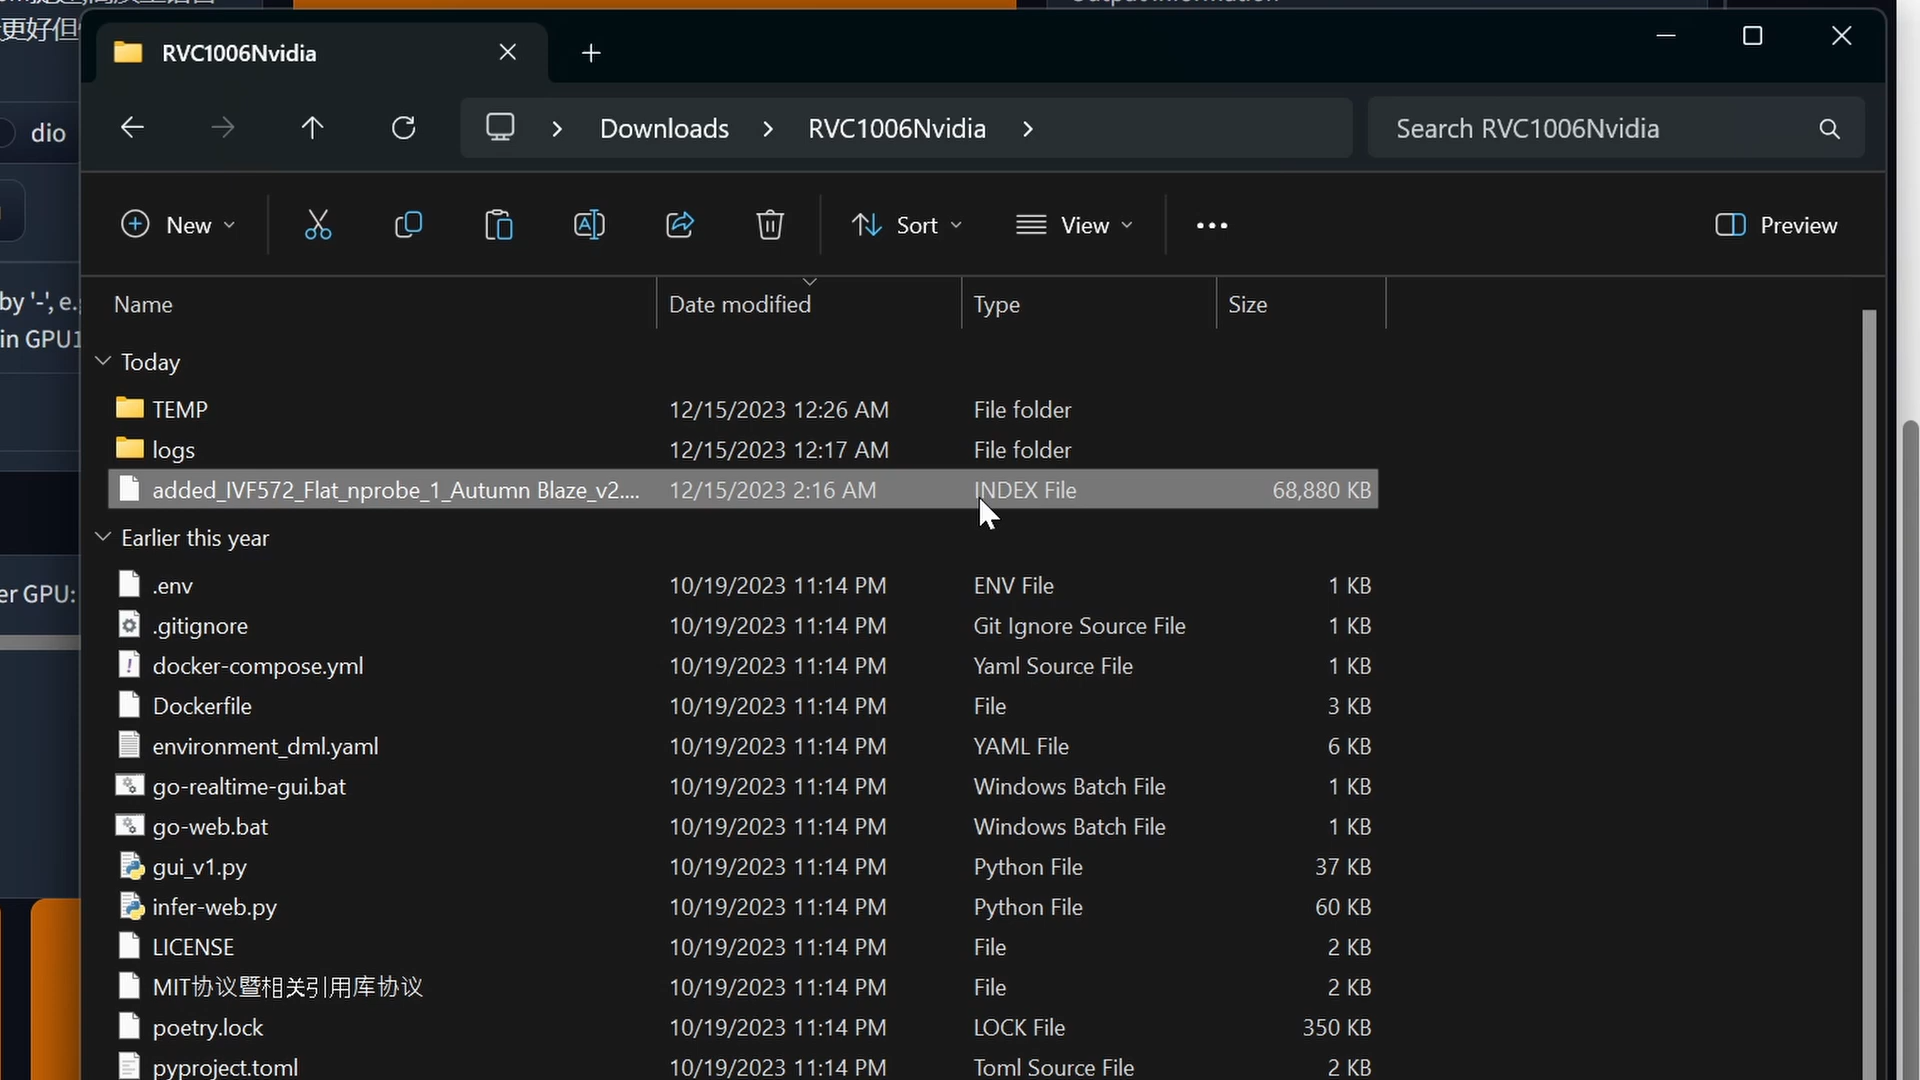 更好但
RVC1006Nvidia
Downloads RVC1006Nvidia
Search RVC1006Nvidia
dio
New
Sort
View
Preview
by '-', e.g
in GPU1
er GPU:
Name Date modified Type Size
Today
TEMP 12/15/2023 12:26 AM File folder
logs 12/15/2023 12:17 AM File folder
added_IVF572_Flat_nprobe_1_Autumn Blaze_v2.... 12/15/2023 2:16 AM INDEX File 68,880 KB
Earlier this year
.env 10/19/2023 11:14 PM ENV File 1 KB
.gitignore 10/19/2023 11:14 PM Git Ignore Source File 1 KB
docker-compose.yml 10/19/2023 11:14 PM Yaml Source File 1 KB
Dockerfile 10/19/2023 11:14 PM File 3 KB
environment_dml.yaml 10/19/2023 11:14 PM YAML File 6 KB
go-realtime-gui.bat 10/19/2023 11:14 PM Windows Batch File 1 KB
go-web.bat 10/19/2023 11:14 PM Windows Batch File 1 KB
gui_v1.py 10/19/2023 11:14 PM Python File 37 KB
infer-web.py 10/19/2023 11:14 PM Python File 60 KB
LICENSE 10/19/2023 11:14 PM File 2 KB
MIT协议暨相关引用库协议 10/19/2023 11:14 PM File 2 KB
poetry.lock 10/19/2023 11:14 PM LOCK File 350 KB
pyproject.toml 10/19/2023 11:14 PM Toml Source File 2 KB